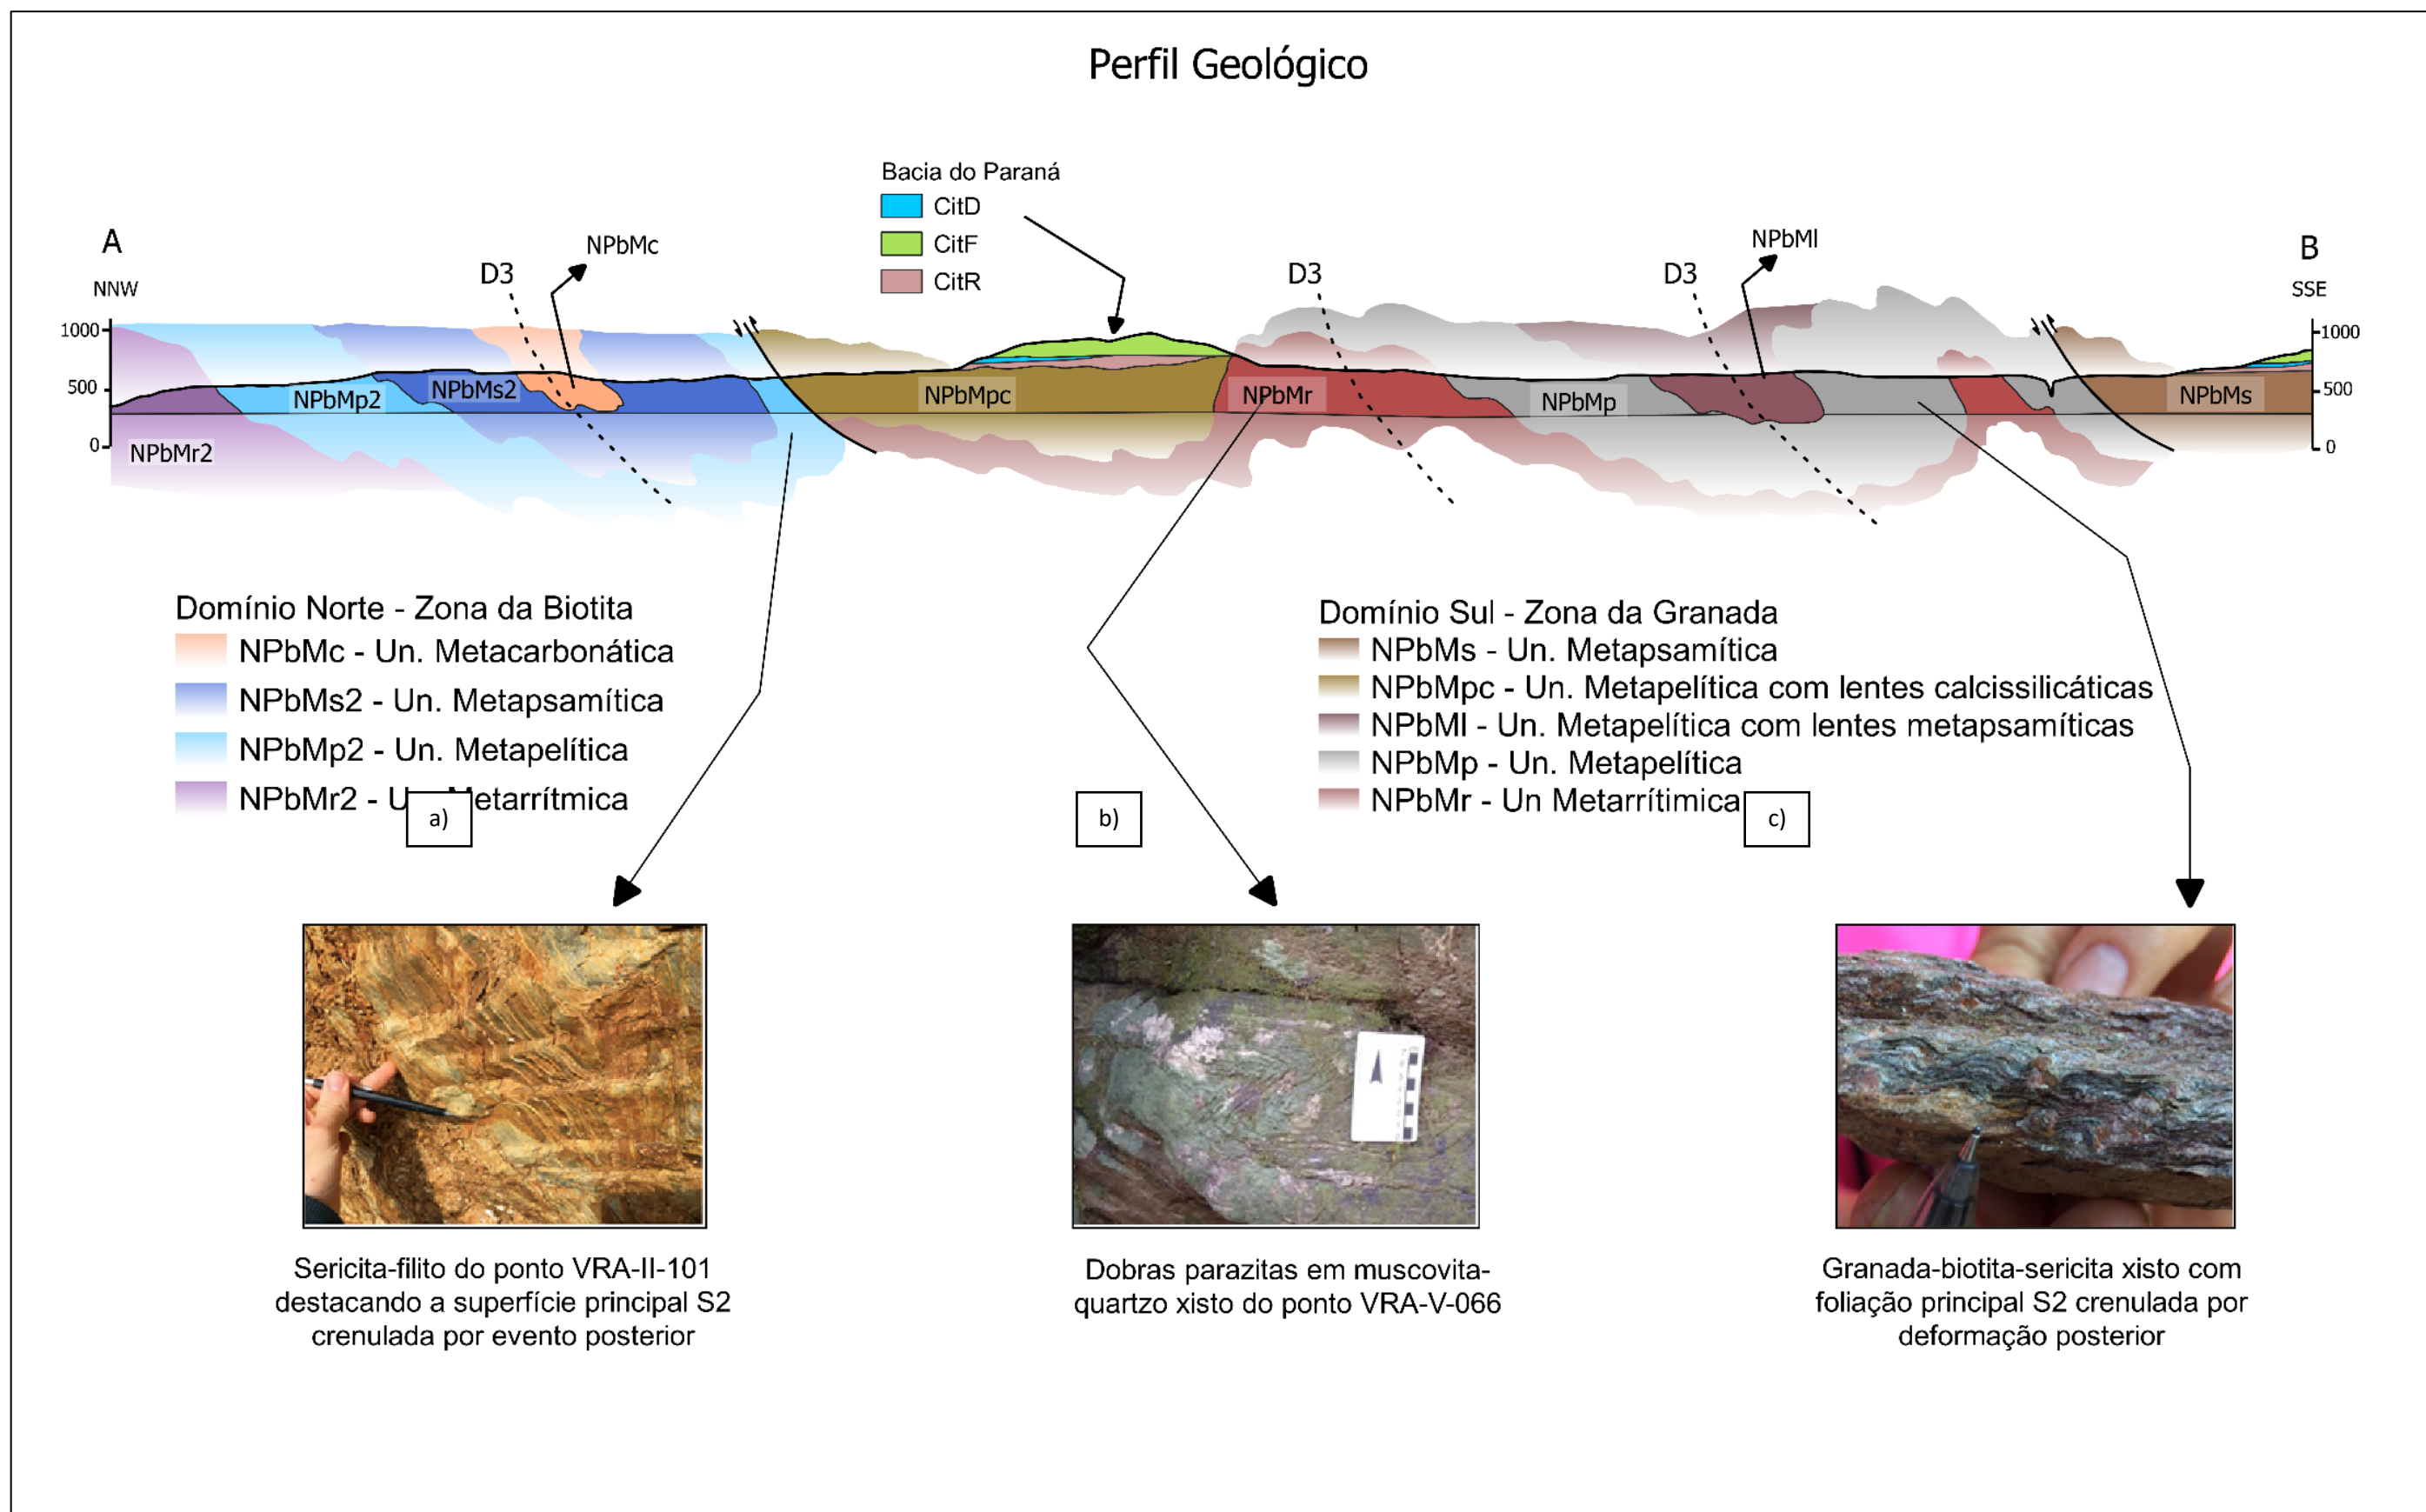 Perfil Geológico
Bacia do Paraná
CitD
CitF
CitR
A
NNW
B
SSE
D3
NPbMc
D3
D3
NPbMl
1000
500
0
1000
500
0
NPbMr2
NPbMp2
NPbMs2
NPbMpc
NPbMr
NPbMp
NPbMs
Domínio Norte - Zona da Biotita
NPbMc - Un. Metacarbonática
NPbMs2 - Un. Metapsamítica
NPbMp2 - Un. Metapelítica
NPbMr2 - U Metarrítmica
Domínio Sul - Zona da Granada
NPbMs - Un. Metapsamítica
NPbMpc - Un. Metapelítica com lentes calcissilicáticas
NPbMl - Un. Metapelítica com lentes metapsamíticas
NPbMp - Un. Metapelítica
NPbMr - Un Metarrítimica
a)
b)
c)
Sericita-filito do ponto VRA-II-101
destacando a superfície principal S2
crenulada por evento posterior
Dobras parazitas em muscovita-
quartzo xisto do ponto VRA-V-066
Granada-biotita-sericita xisto com
foliação principal S2 crenulada por
deformação posterior